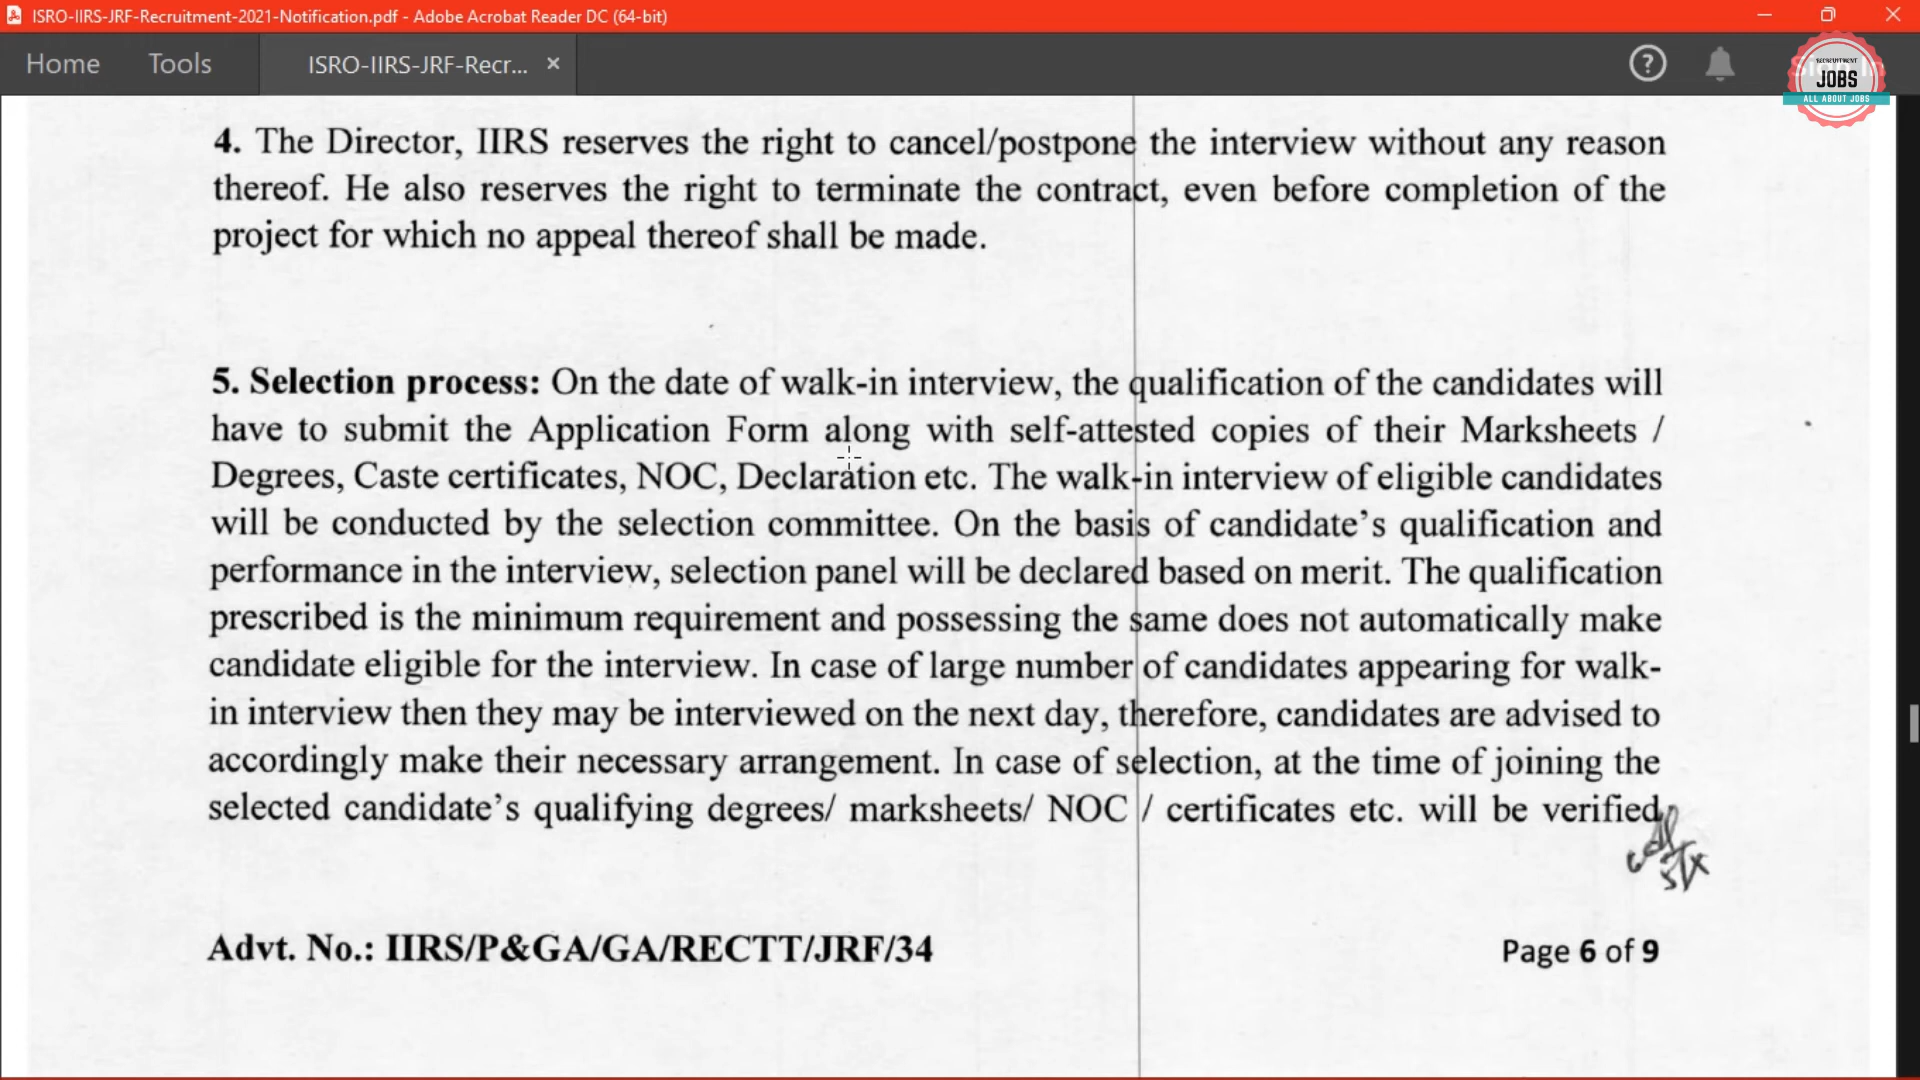 ISRO-IIRS-JRF-Recruitment-2021-Notification.pdf - Adobe Acrobat Reader DC (64-bit)
Home Tools ISRO-IIRS-JRF-Recr...
RECRUITMENT
JOBS
ALL ABOUT JOBS
4. The Director, IIRS reserves the right to cancel/postpone the interview without any reason
thereof. He also reserves the right to terminate the contract, even before completion of the
project for which no appeal thereof shall be made.
5. Selection process: On the date of walk-in interview, the qualification of the candidates will
have to submit the Application Form along with self-attested copies of their Marksheets /
Degrees, Caste certificates, NOC, Declaration etc. The walk-in interview of eligible candidates
will be conducted by the selection committee. On the basis of candidate’s qualification and
performance in the interview, selection panel will be declared based on merit. The qualification
prescribed is the minimum requirement and possessing the same does not automatically make
candidate eligible for the interview. In case of large number of candidates appearing for walk-
in interview then they may be interviewed on the next day, therefore, candidates are advised to
accordingly make their necessary arrangement. In case of selection, at the time of joining the
selected candidate’s qualifying degrees/ marksheets/ NOC / certificates etc. will be verified
Advt. No.: IIRS/P&GA/GA/RECTT/JRF/34
Page 6 of 9